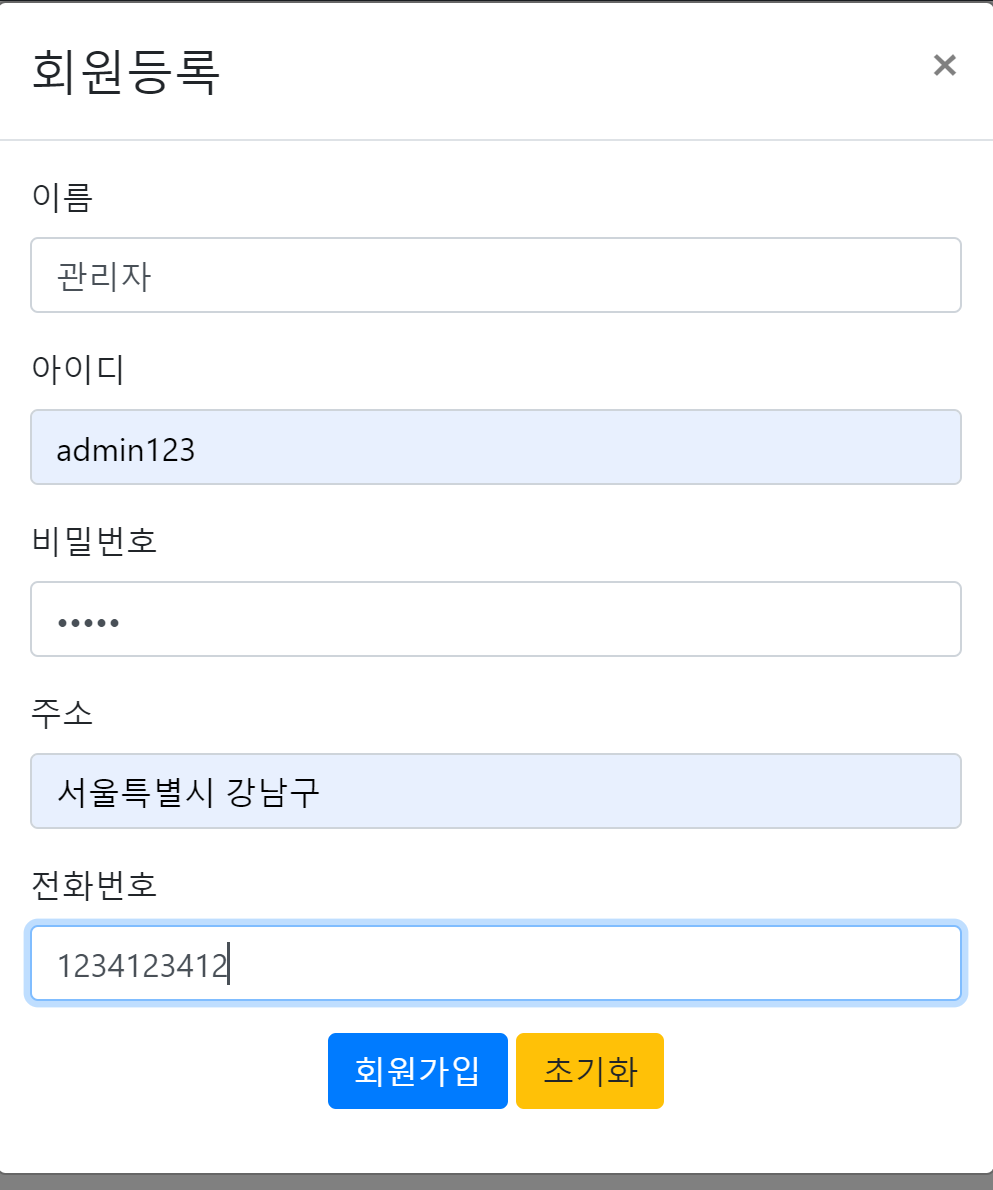 회원등록 ×
이름
관리자
아이디
admin123
비밀번호
•••••
주소
서울특별시 강남구
전화번호
1234123412
회원가입 초기화